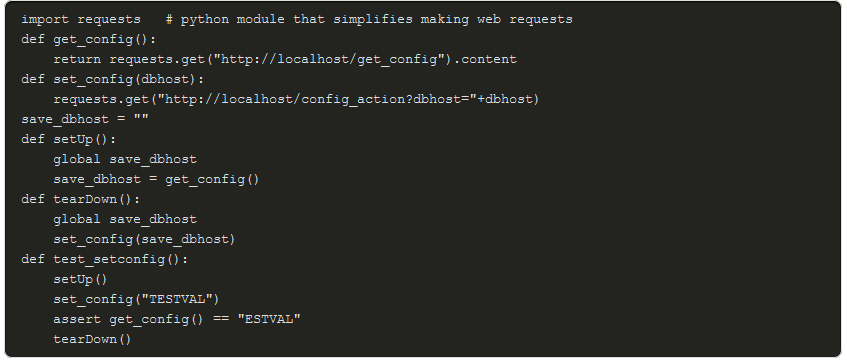 import requests   # python module that simplifies making web requests
def get_config():
    return requests.get("http://localhost/get_config").content
def set_config(dbhost):
    requests.get("http://localhost/config_action?dbhost="+dbhost)
save_dbhost = ""
def setUp():
    global save_dbhost
    save_dbhost = get_config()
def tearDown():
    global save_dbhost
    set_config(save_dbhost)
def test_setconfig():
    setUp()
    set_config("TESTVAL")
    assert get_config() == "ESTVAL"
    tearDown()